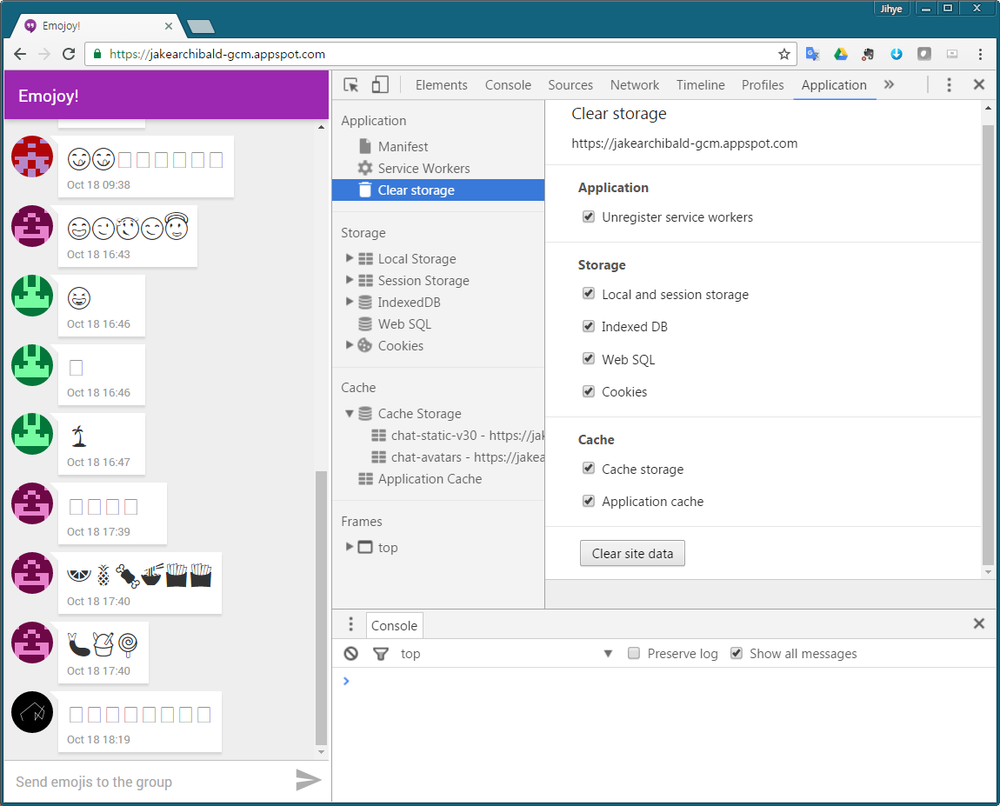 Jihye
Emojoy!
https://jakearchibald-gcm.appspot.com
Emojoy!
Oct 18 09:38
Oct 18 16:43
Oct 18 16:46
Oct 18 16:46
Oct 18 16:47
Oct 18 17:39
Oct 18 17:40
Oct 18 17:40
Oct 18 18:19
Send emojis to the group
Elements Console Sources Network Timeline Profiles Application »
Application
Manifest
Service Workers
Clear storage
Storage
Local Storage
Session Storage
IndexedDB
Web SQL
Cookies
Cache
Cache Storage
chat-static-v30 - https://jak
chat-avatars - https://jakea
Application Cache
Frames
top
Clear storage
https://jakearchibald-gcm.appspot.com
Application
Unregister service workers
Storage
Local and session storage
Indexed DB
Web SQL
Cookies
Cache
Cache storage
Application cache
Clear site data
Console
top
Preserve log
Show all messages